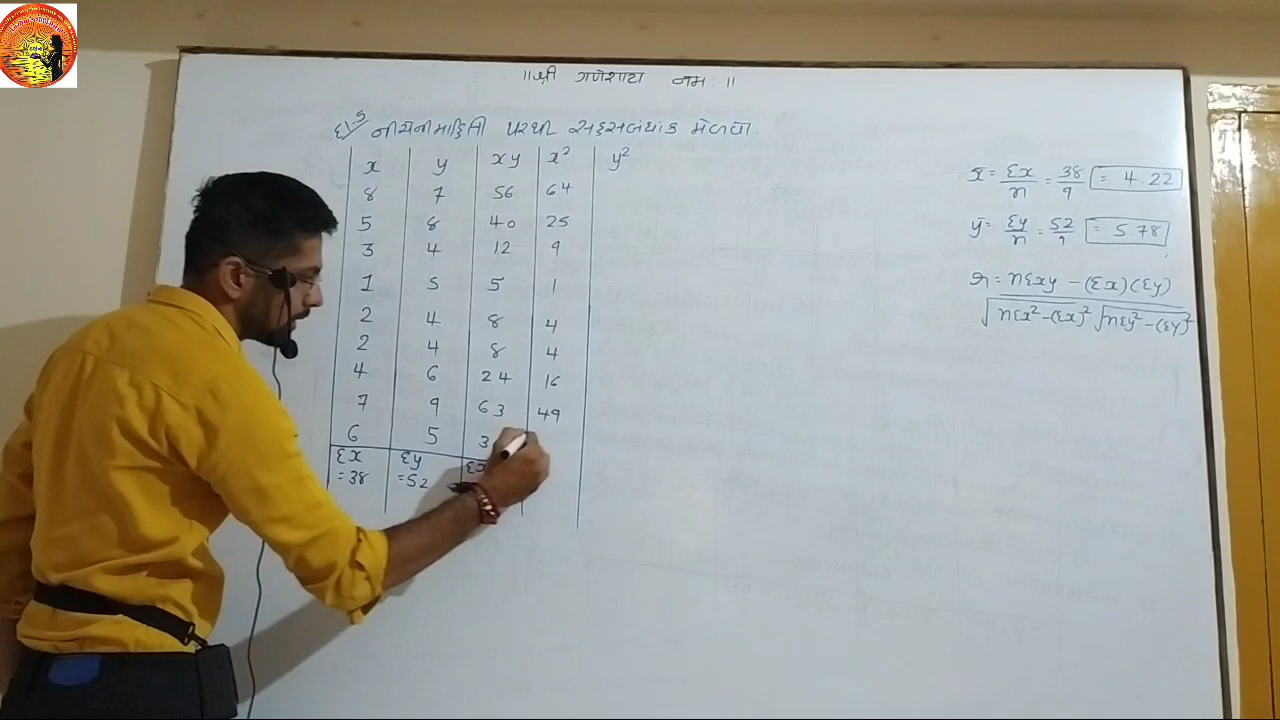 ॥શ્રી ગણેશાય નમઃ ॥
દા.ક નીચેની માહિતી પરથી સહસબંધાંક મેળવો.
x y xy x² y²
8 7 56 64
5 8 40 25
3 4 12 9
1 5 5 1
2 4 8 4
2 4 8 4
4 6 24 16
7 9 63 49
6 5 3
Σx Σy Σx
=38 =52
x̄ = Σx/n = 38/9 = 4.22
ȳ = Σy/n = 52/9 = 5.78
r = nΣxy - (Σx)(Σy)
√nΣx² - (Σx)² √nΣy² - (Σy)²